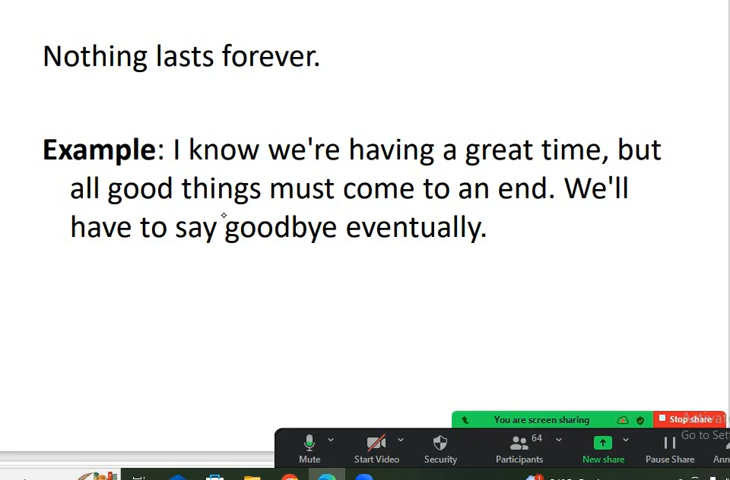 Nothing lasts forever.
Example: I know we're having a great time, but
all good things must come to an end. We'll
have to say goodbye eventually.
You are screen sharing
Stop share
Go to Set
64
Mute
Start Video
Security
Participants
New share
Pause Share